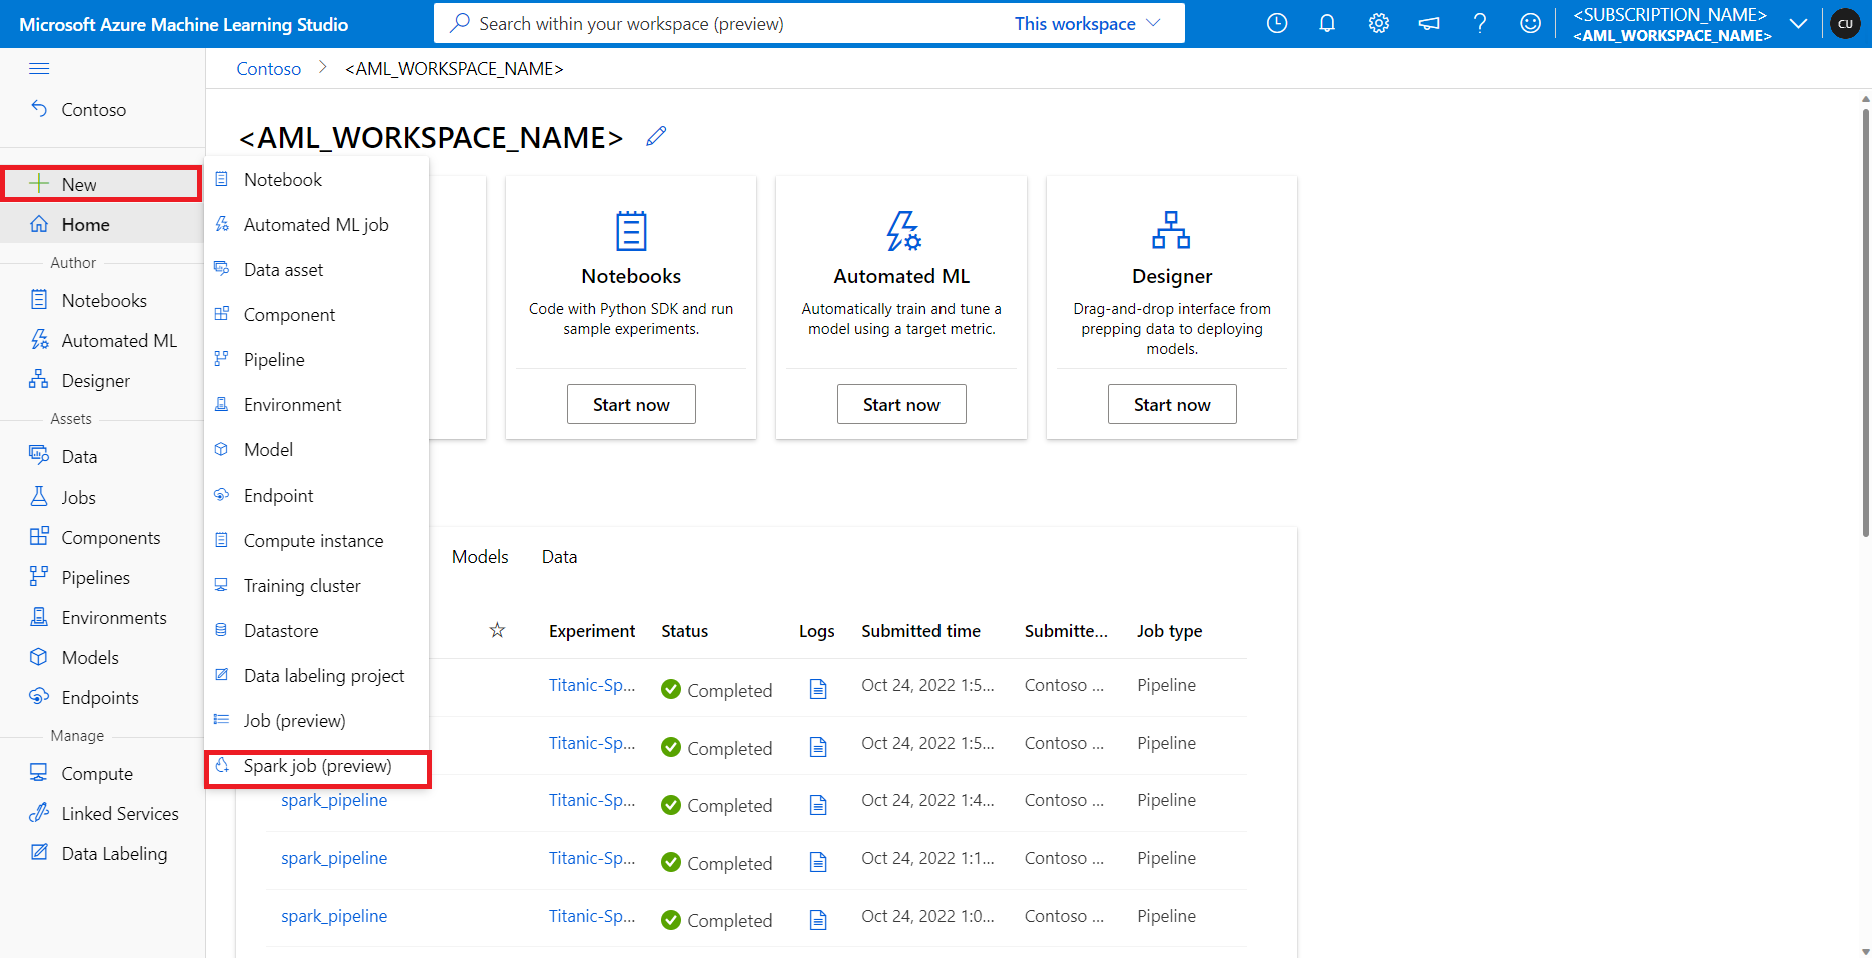 Microsoft Azure Machine Learning Studio
Search within your workspace (preview)
This workspace
<SUBSCRIPTION_NAME>
<AML_WORKSPACE_NAME>
CU
Contoso
<AML_WORKSPACE_NAME>
Contoso
<AML_WORKSPACE_NAME>
New
Home
Author
Notebooks
Automated ML
Designer
Assets
Data
Jobs
Components
Pipelines
Environments
Models
Endpoints
Manage
Compute
Linked Services
Data Labeling
Notebook
Automated ML job
Data asset
Component
Pipeline
Environment
Model
Endpoint
Compute instance
Training cluster
Datastore
Data labeling project
Job (preview)
Spark job (preview)
Notebooks
Code with Python SDK and run
sample experiments.
Start now
Automated ML
Automatically train and tune a
model using a target metric.
Start now
Designer
Drag-and-drop interface from
prepping data to deploying
models.
Start now
Models Data
Experiment Status Logs Submitted time Submitte... Job type
Titanic-Sp... Completed Oct 24, 2022 1:5... Contoso ... Pipeline
Titanic-Sp... Completed Oct 24, 2022 1:5... Contoso ... Pipeline
spark_pipeline Titanic-Sp... Completed Oct 24, 2022 1:4... Contoso ... Pipeline
spark_pipeline Titanic-Sp... Completed Oct 24, 2022 1:1... Contoso ... Pipeline
spark_pipeline Titanic-Sp... Completed Oct 24, 2022 1:0... Contoso ... Pipeline